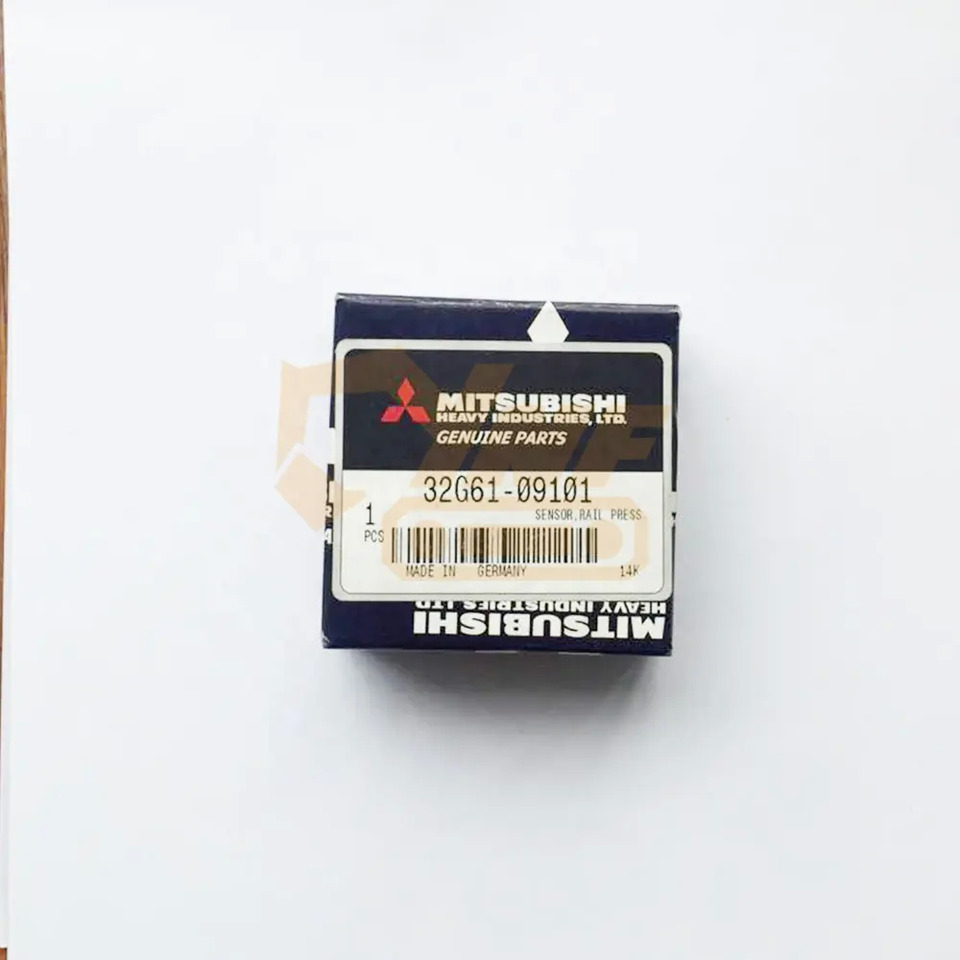 MITSUBISHI
HEAVY INDUSTRIES, LTD.
GENUINE PARTS
32G61-09101
1
PCS
SENSOR,RAIL PRESS
MADE IN GERMANY
14K
HEAVY INDUSTRIES LTD
MITSUBISHI